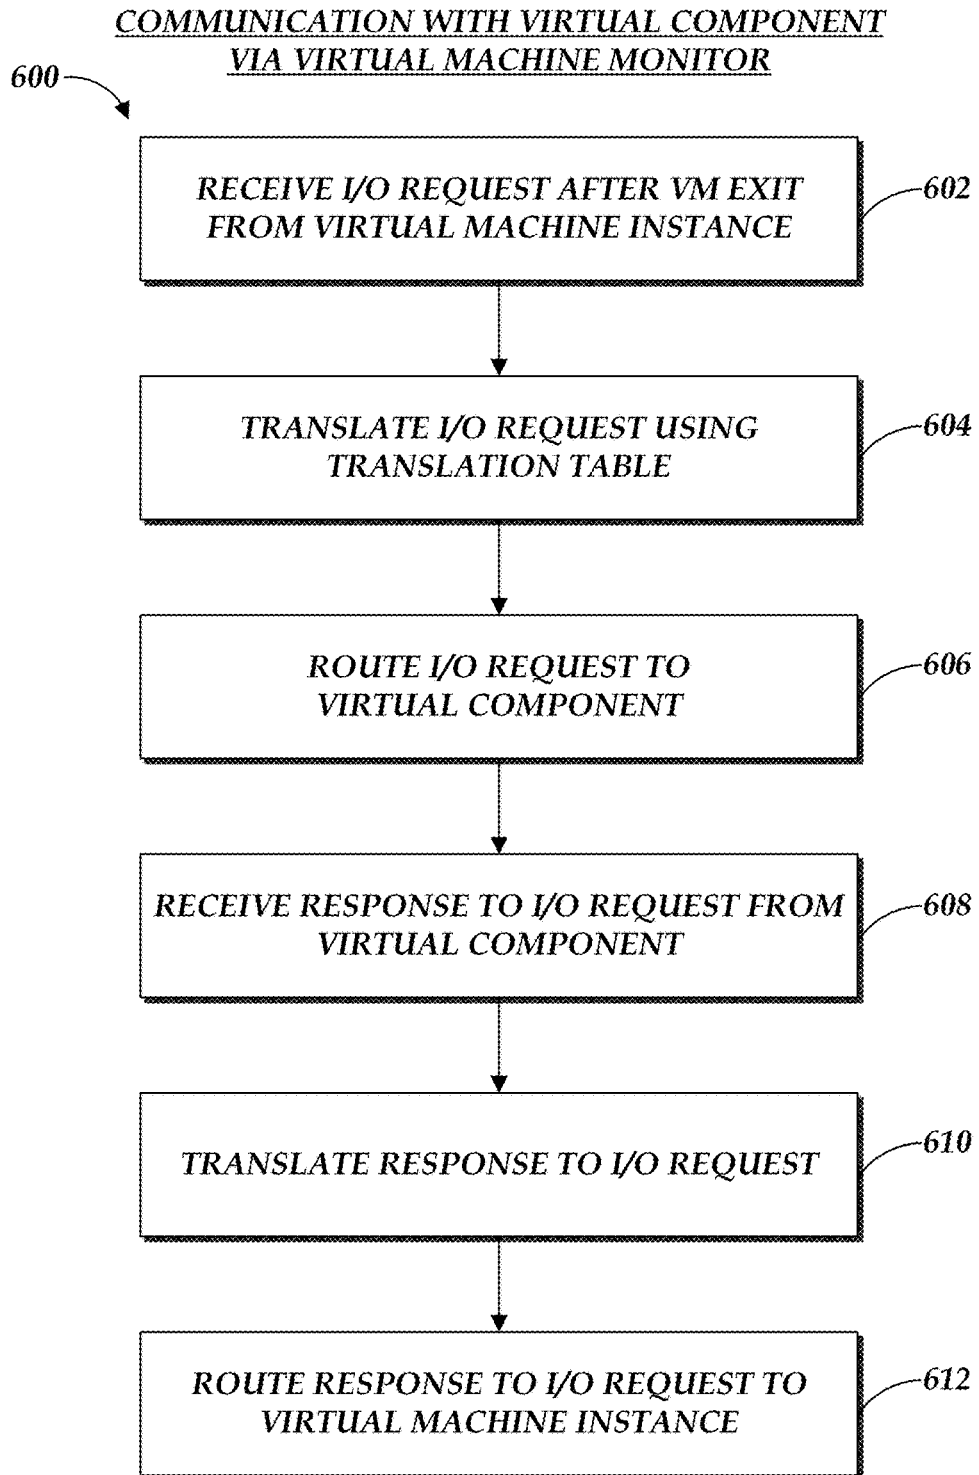 COMMUNICATION WITH VIRTUAL COMPONENT
VIA VIRTUAL MACHINE MONITOR
600
RECEIVE I/O REQUEST AFTER VM EXIT
FROM VIRTUAL MACHINE INSTANCE
602
TRANSLATE I/O REQUEST USING
TRANSLATION TABLE
604
ROUTE I/O REQUEST TO
VIRTUAL COMPONENT
606
RECEIVE RESPONSE TO I/O REQUEST FROM
VIRTUAL COMPONENT
608
TRANSLATE RESPONSE TO I/O REQUEST
610
ROUTE RESPONSE TO I/O REQUEST TO
VIRTUAL MACHINE INSTANCE
612